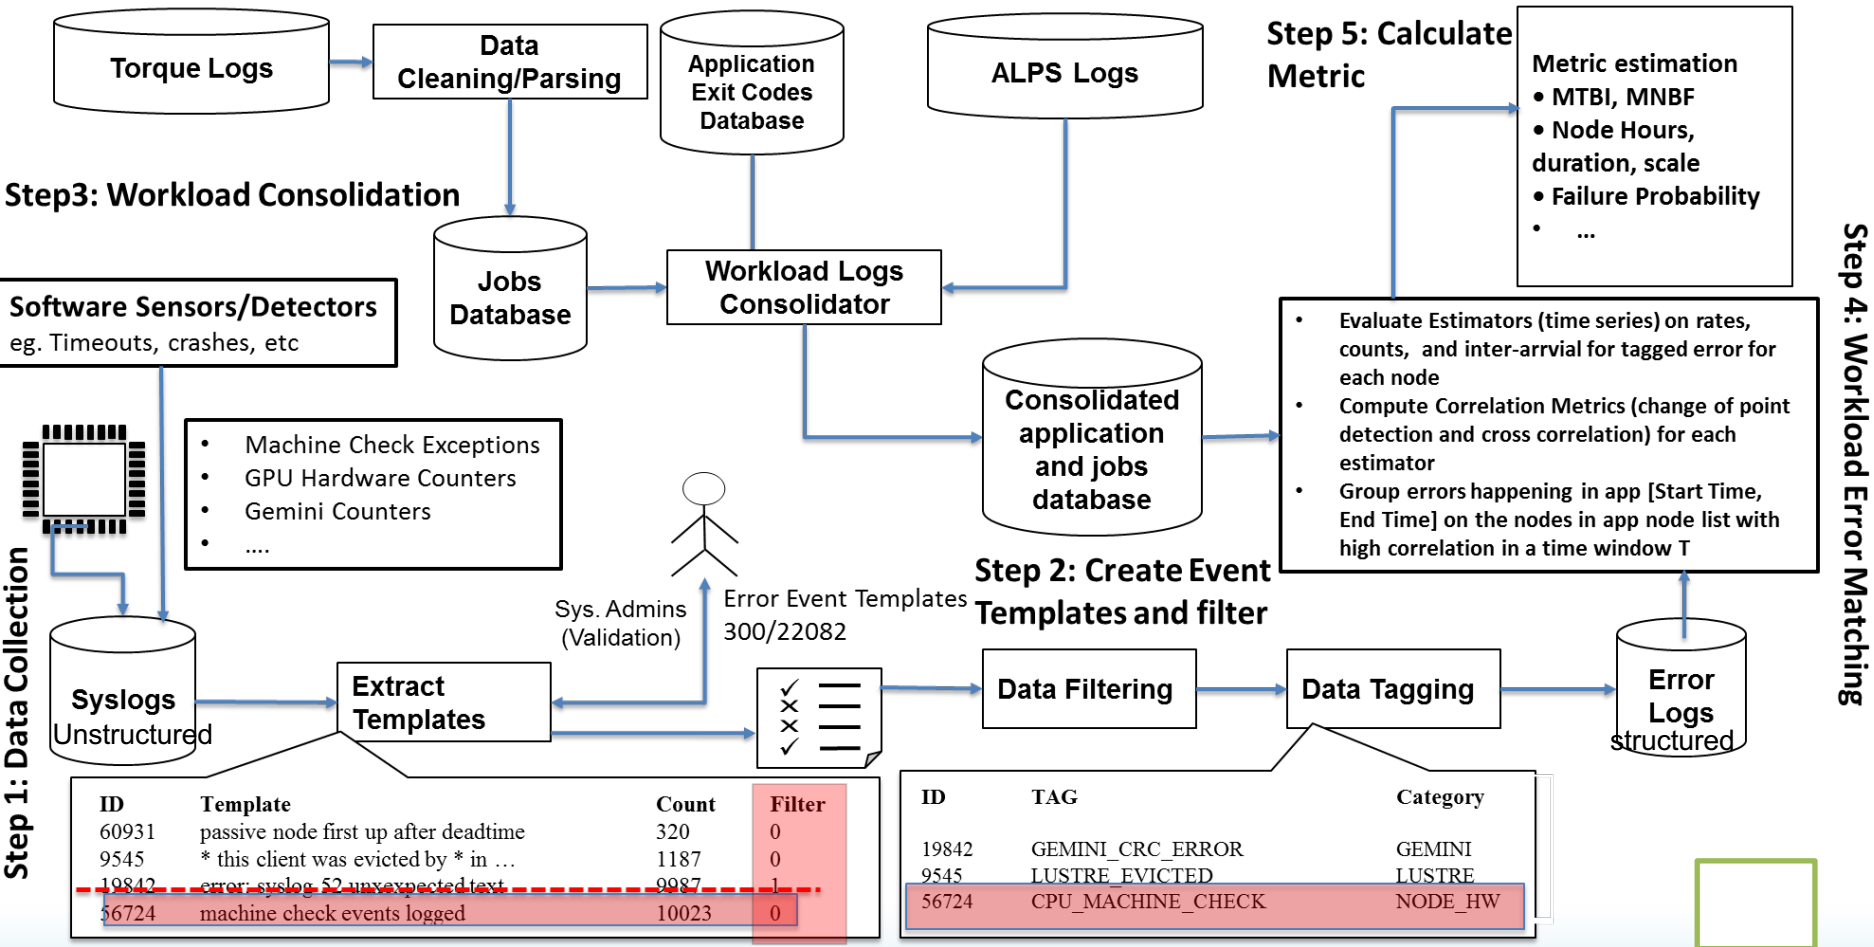 Torque Logs
Data
Cleaning/Parsing
Application
Exit Codes
Database
ALPS Logs
Step 5: Calculate
Metric
Metric estimation
• MTBI, MNBF
• Node Hours,
duration, scale
• Failure Probability
• ...
Step3: Workload Consolidation
Jobs
Database
Workload Logs
Consolidator
Software Sensors/Detectors
eg. Timeouts, crashes, etc
• Machine Check Exceptions
• GPU Hardware Counters
• Gemini Counters
• ....
Consolidated
application
and jobs
database
• Evaluate Estimators (time series) on rates,
counts, and inter-arrvial for tagged error for
each node
• Compute Correlation Metrics (change of point
detection and cross correlation) for each
estimator
• Group errors happening in app [Start Time,
End Time] on the nodes in app node list with
high correlation in a time window T
Step 4: Workload Error Matching
Step 1: Data Collection
Sys. Admins
(Validation)
Error Event Templates
300/22082
Step 2: Create Event
Templates and filter
Syslogs
Unstructured
Extract
Templates
Data Filtering
Data Tagging
Error
Logs
structured
ID Template Count Filter
60931 passive node first up after deadtime 320 0
9545 * this client was evicted by * in … 1187 0
19842 error: syslog 52 unxexpected text 9987 1
56724 machine check events logged 10023 0
ID TAG Category
19842 GEMINI_CRC_ERROR GEMINI
9545 LUSTRE_EVICTED LUSTRE
56724 CPU_MACHINE_CHECK NODE_HW